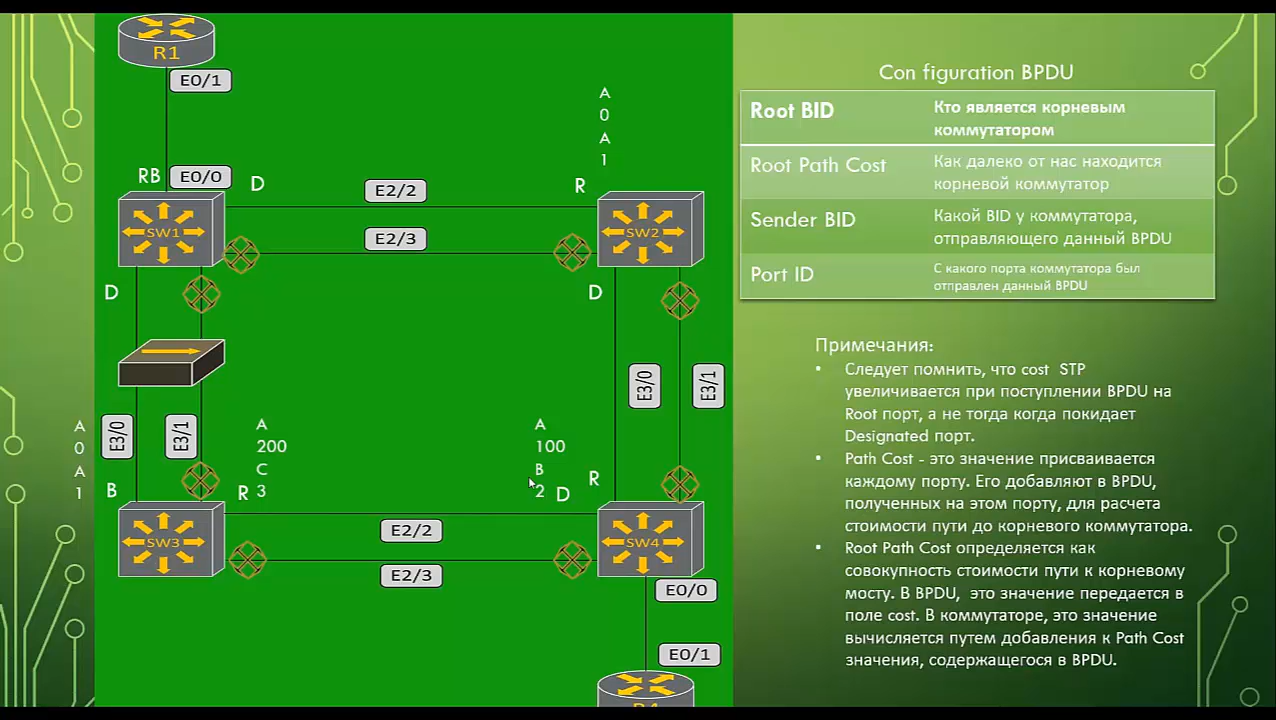 R1
E0/1
A
0
A
1
RB
E0/0
D
E2/2
R
SW1
SW2
E2/3
D
D
E3/0
E3/1
E3/0
E3/1
A
0
A
1
A
200
C
3
A
100
B
2
B
R
D
R
SW3
E2/2
SW4
E2/3
E0/0
E0/1
Con figuration BPDU
Root BID
Кто является корневым
коммутатором
Root Path Cost
Как далеко от нас находится
корневой коммутатор
Sender BID
Какой BID у коммутатора,
отправляющего данный BPDU
Port ID
С какого порта коммутатора был
отправлен данный BPDU
Примечания:
• Следует помнить, что cost STP
увеличивается при поступлении BPDU на
Root порт, а не тогда когда покидает
Designated порт.
• Path Cost - это значение присваивается
каждому порту. Его добавляют в BPDU,
полученных на этом порту, для расчета
стоимости пути до корневого коммутатора.
• Root Path Cost определяется как
совокупность стоимости пути к корневому
мосту. В BPDU, это значение передается в
поле cost. В коммутаторе, это значение
вычисляется путем добавления к Path Cost
значения, содержащегося в BPDU.